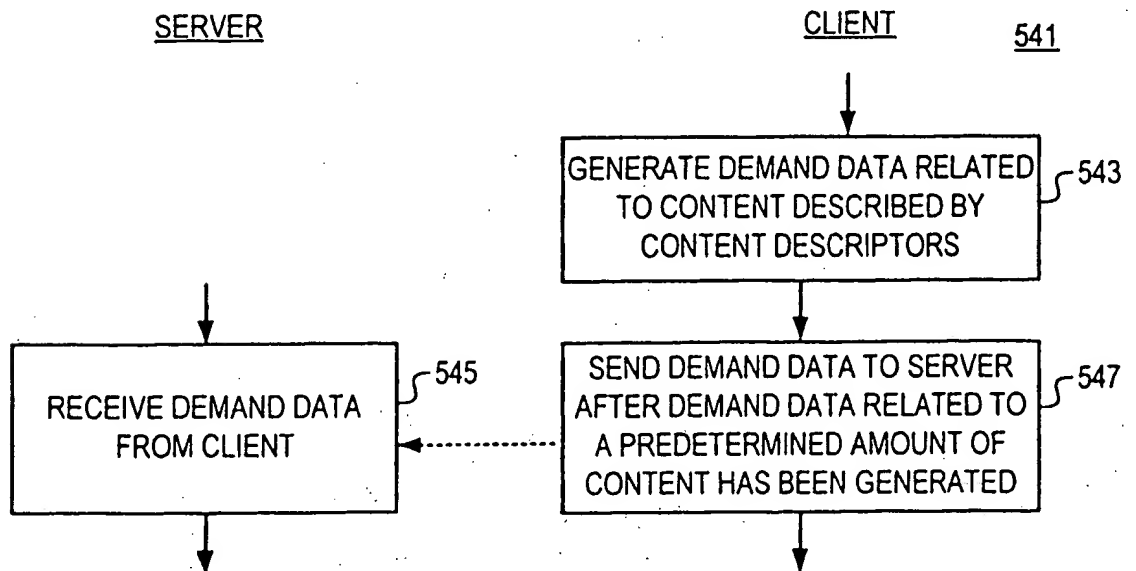 SERVER
CLIENT
541
GENERATE DEMAND DATA RELATED
TO CONTENT DESCRIBED BY
CONTENT DESCRIPTORS
543
RECEIVE DEMAND DATA
FROM CLIENT
545
SEND DEMAND DATA TO SERVER
AFTER DEMAND DATA RELATED TO
A PREDETERMINED AMOUNT OF
CONTENT HAS BEEN GENERATED
547